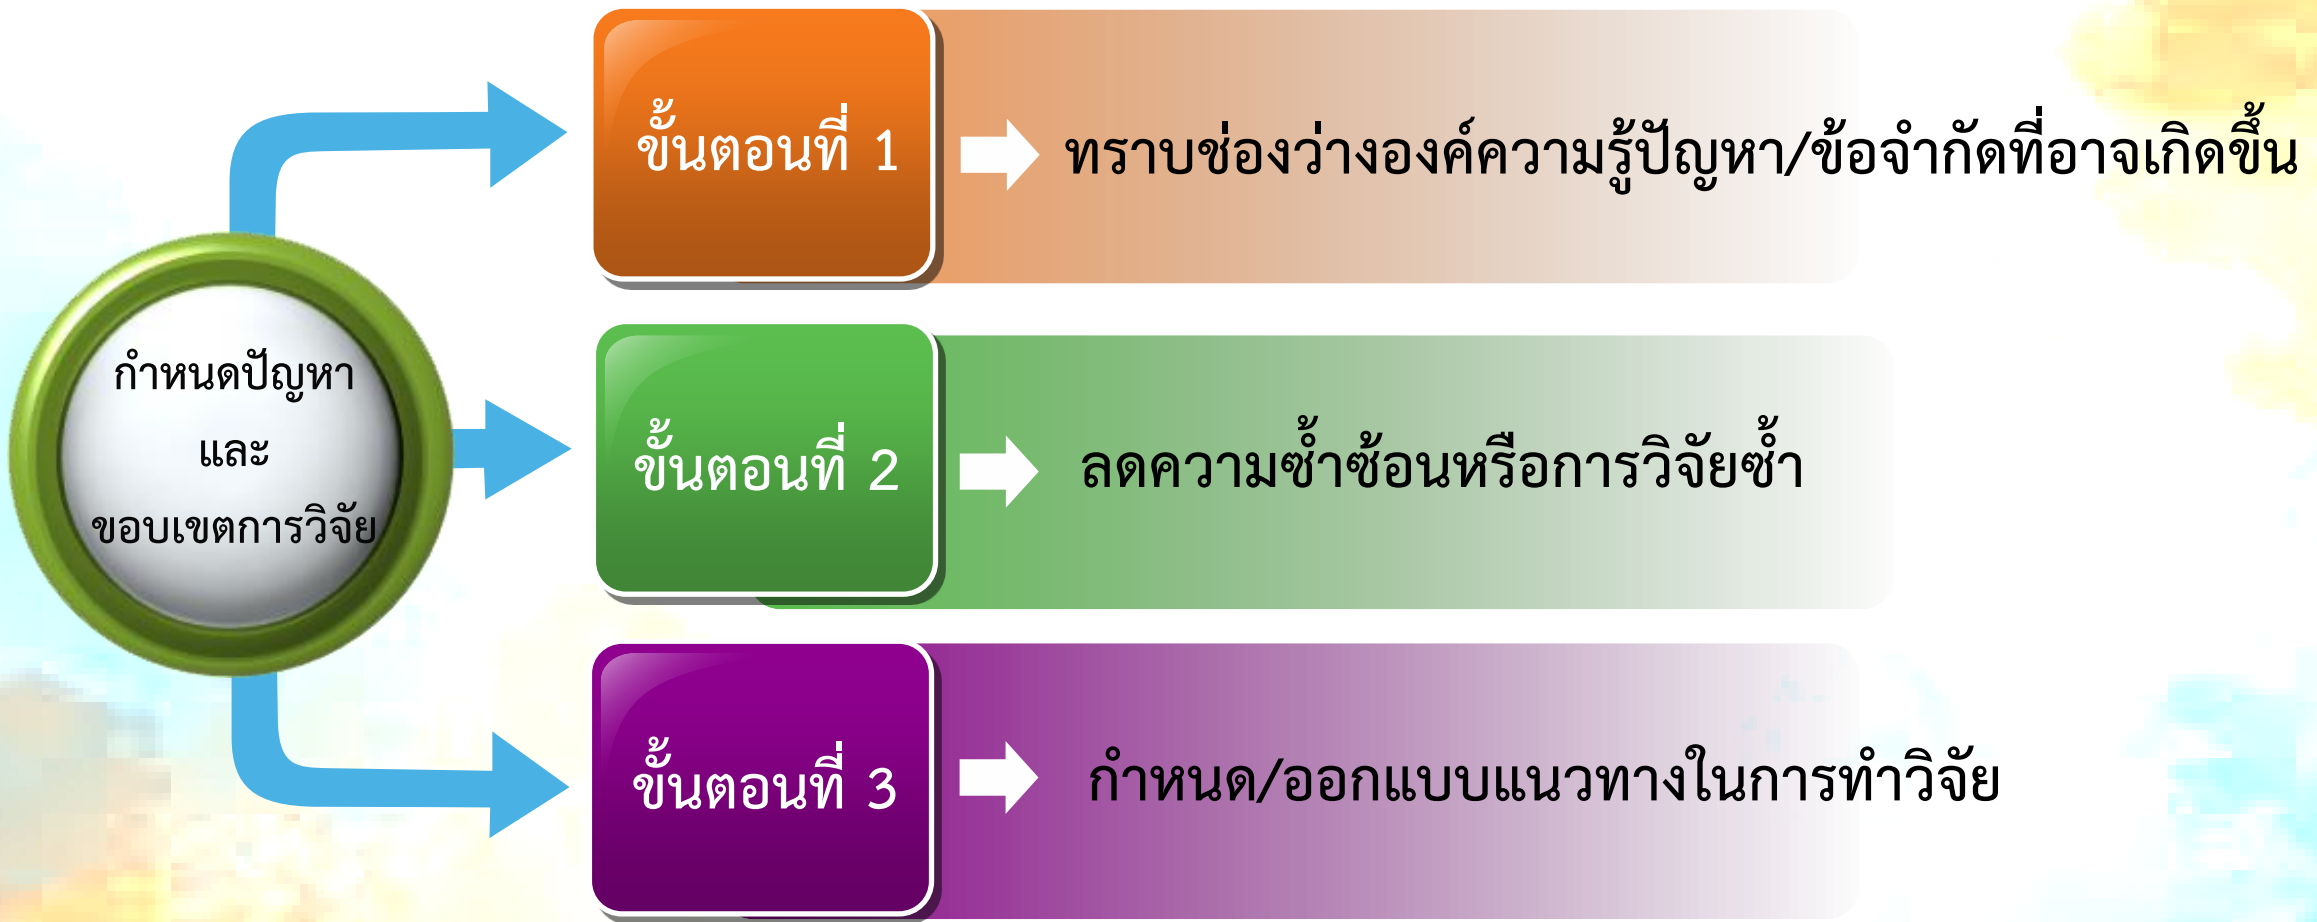 กำหนดปัญหา
และ
ขอบเขตการวิจัย
ขั้นตอนที่ 1
ทราบช่องว่างองค์ความรู้ปัญหา/ข้อจำกัดที่อาจเกิดขึ้น
ขั้นตอนที่ 2
ลดความซ้ำซ้อนหรือการวิจัยซ้ำ
ขั้นตอนที่ 3
กำหนด/ออกแบบแนวทางในการทำวิจัย